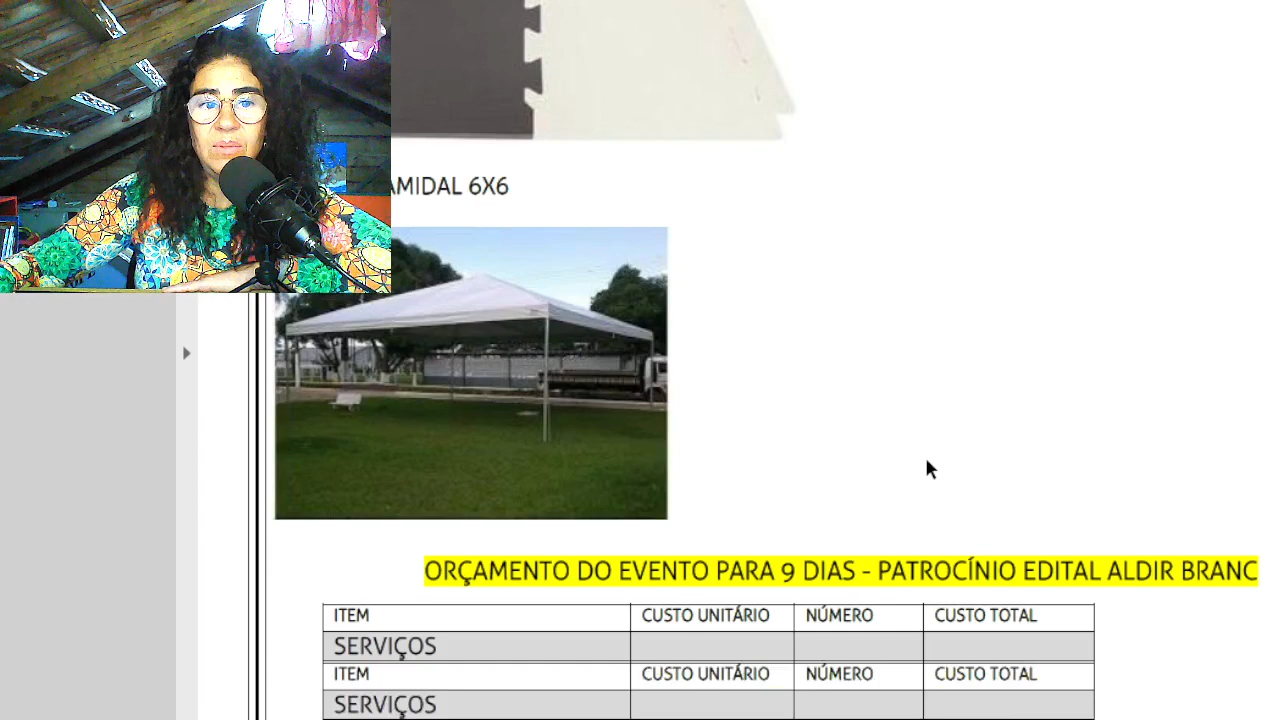 AMIDAL 6X6
ORÇAMENTO DO EVENTO PARA 9 DIAS - PATROCÍNIO EDITAL ALDIR BRANC
ITEM CUSTO UNITÁRIO NÚMERO CUSTO TOTAL
SERVIÇOS
ITEM CUSTO UNITÁRIO NÚMERO CUSTO TOTAL
SERVIÇOS